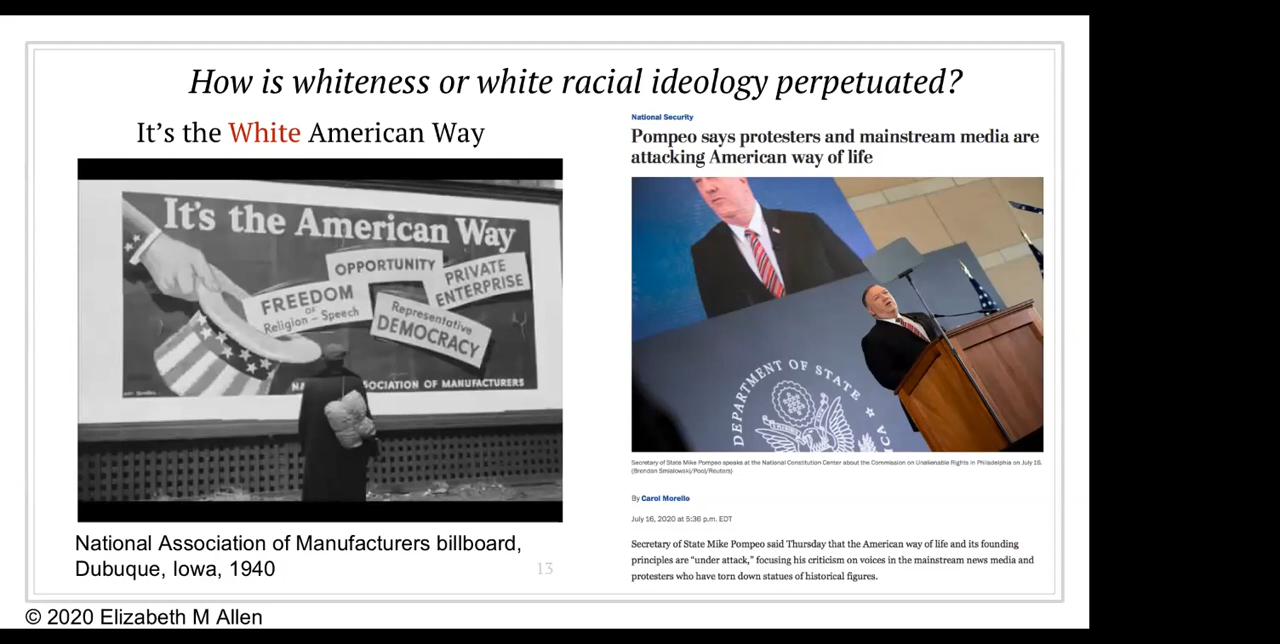 How is whiteness or white racial ideology perpetuated?
It's the White American Way
It's the American Way
OPPORTUNITY
PRIVATE
ENTERPRISE
FREEDOM
OF
Religion - Speech
Representative
DEMOCRACY
NA
SOCIATION OF MANUFACTURERS
National Association of Manufacturers billboard,
Dubuque, Iowa, 1940
13
National Security
Pompeo says protesters and mainstream media are
attacking American way of life
DEPARTMENT OF STATE
Secretary of State Mike Pompeo speaks at the National Constitution Center about the Commission on Unalienable Rights in Philadelphia on July 16.
(Brendan Smialowski/Pool/Reuters)
By Carol Morello
July 16, 2020 at 5:36 p.m. EDT
Secretary of State Mike Pompeo said Thursday that the American way of life and its founding
principles are “under attack,” focusing his criticism on voices in the mainstream news media and
protesters who have torn down statues of historical figures.
© 2020 Elizabeth M Allen